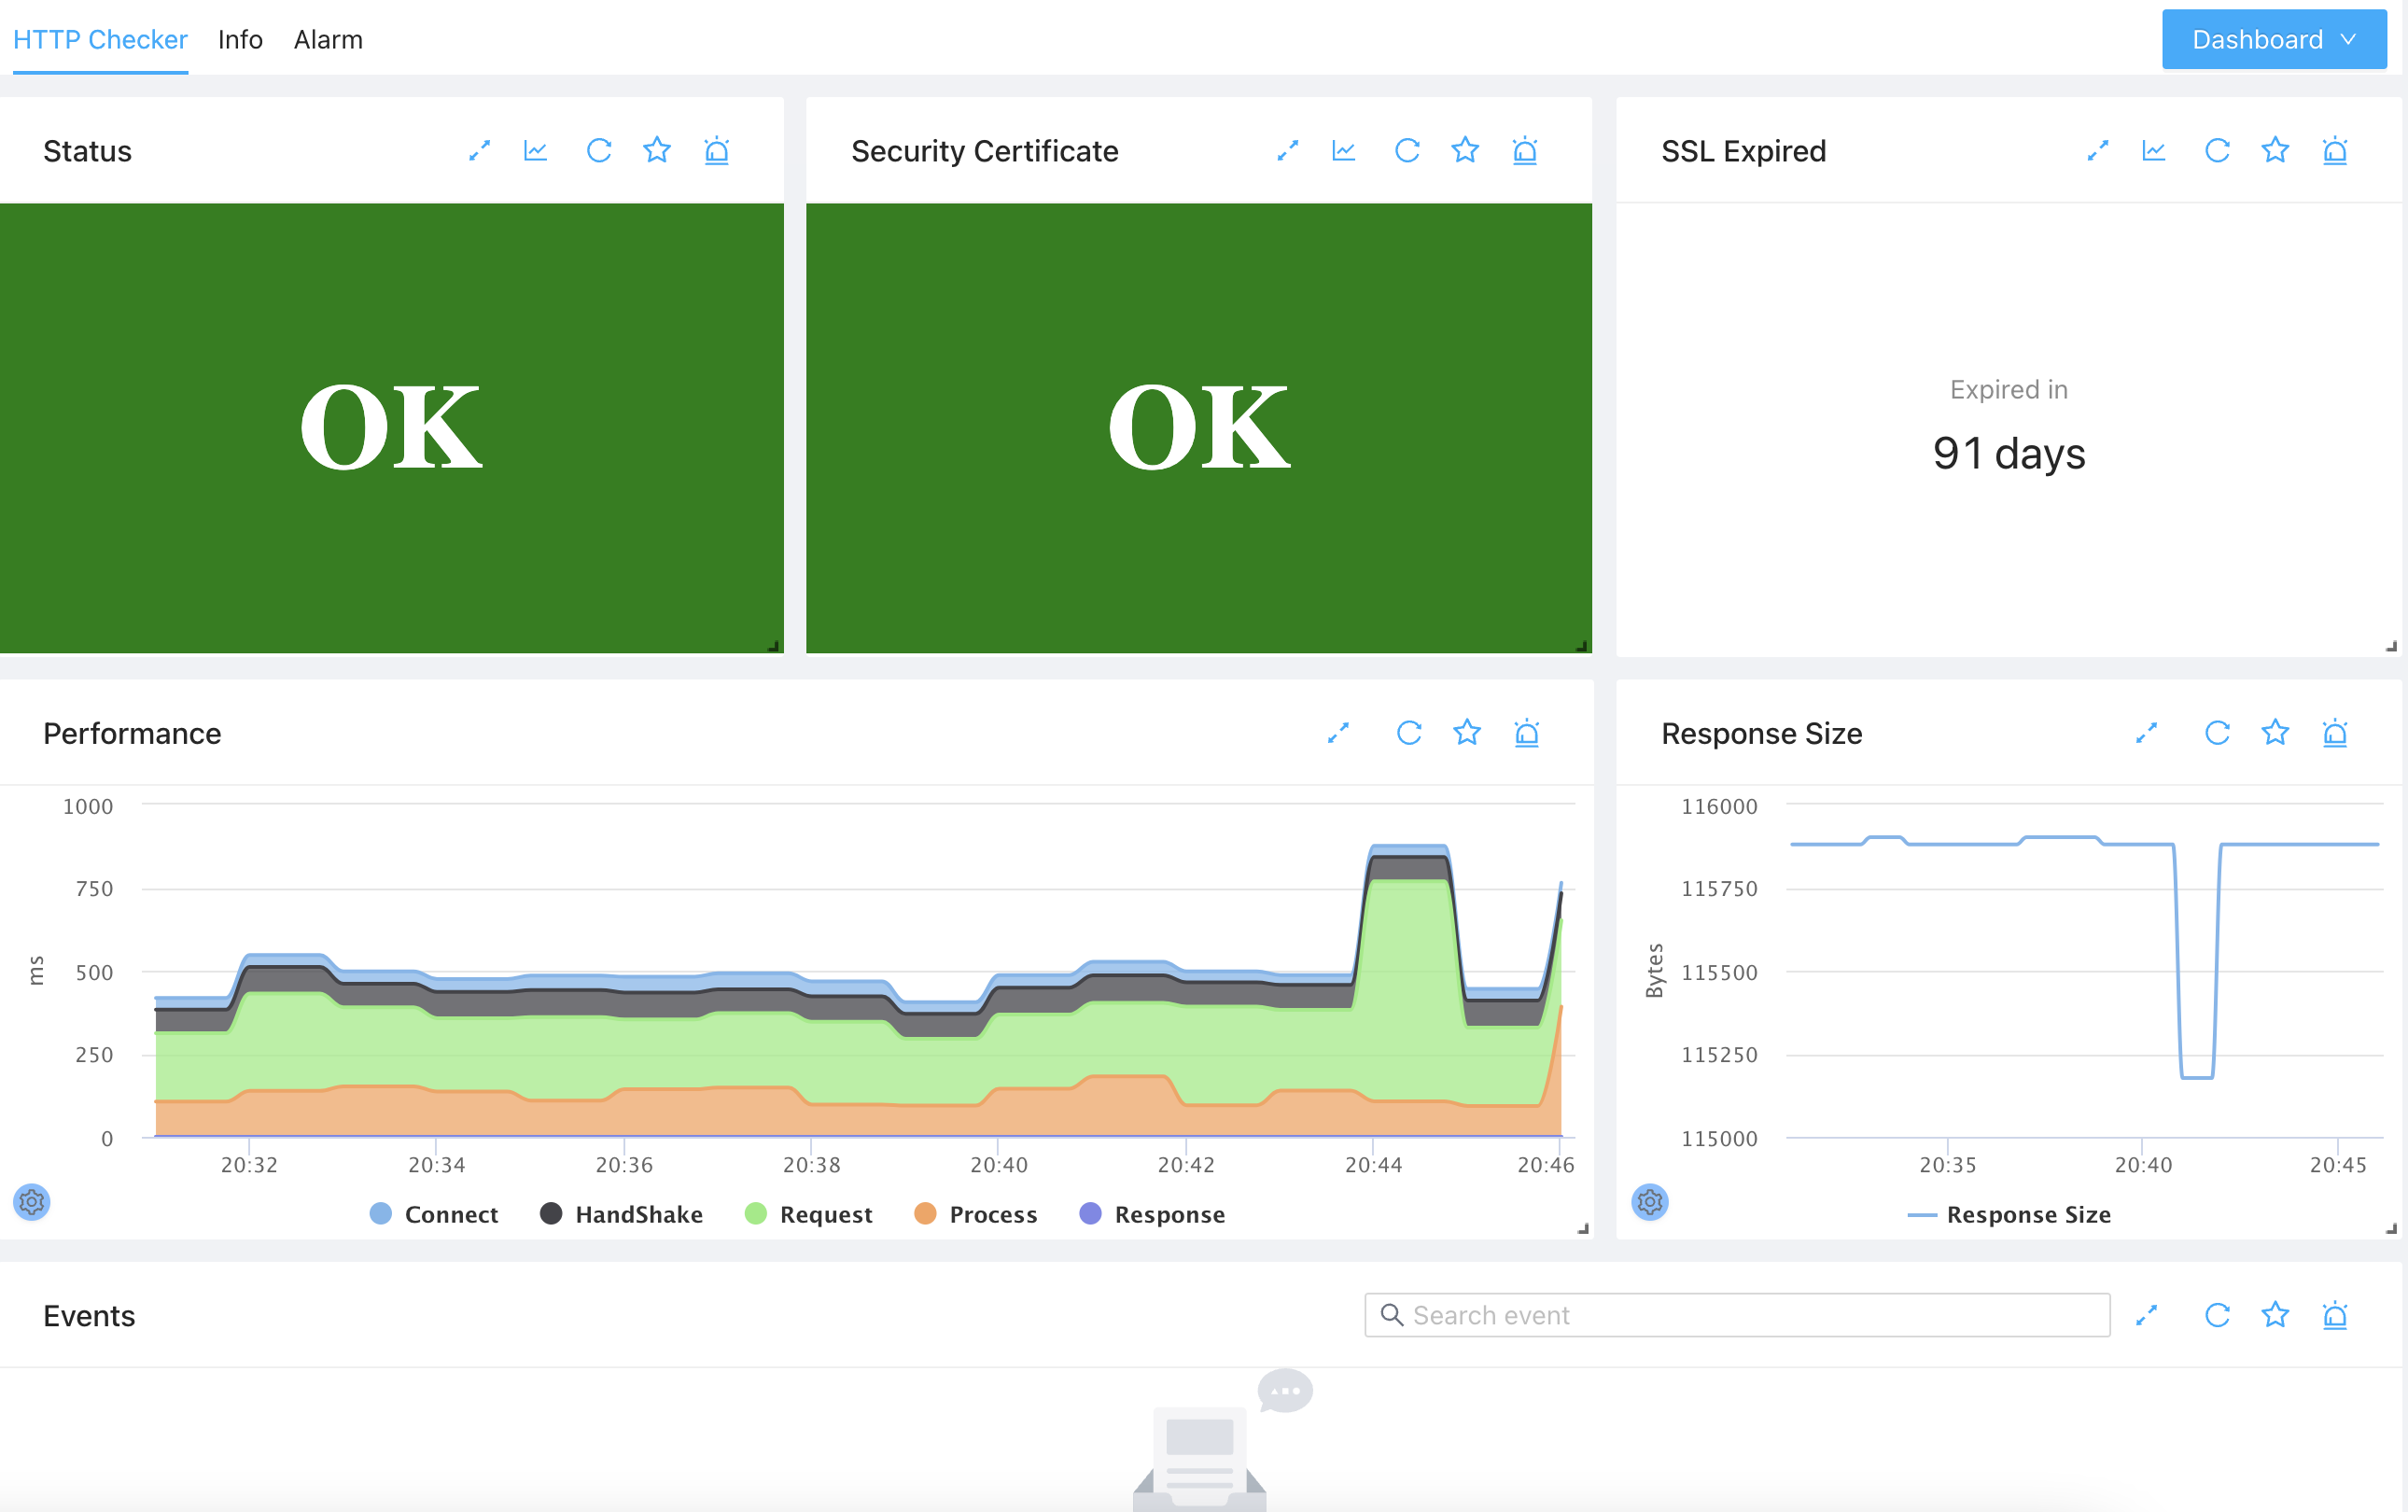 HTTP Checker Info Alarm Dashboard
Status
OK
Security Certificate
OK
SSL Expired
Expired in
91 days
Performance
1000
750
500
250
0
ms
20:32 20:34 20:36 20:38 20:40 20:42 20:44 20:46
Connect HandShake Request Process Response
Response Size
116000
115750
115500
115250
115000
Bytes
20:35 20:40 20:45
Response Size
Events
Search event